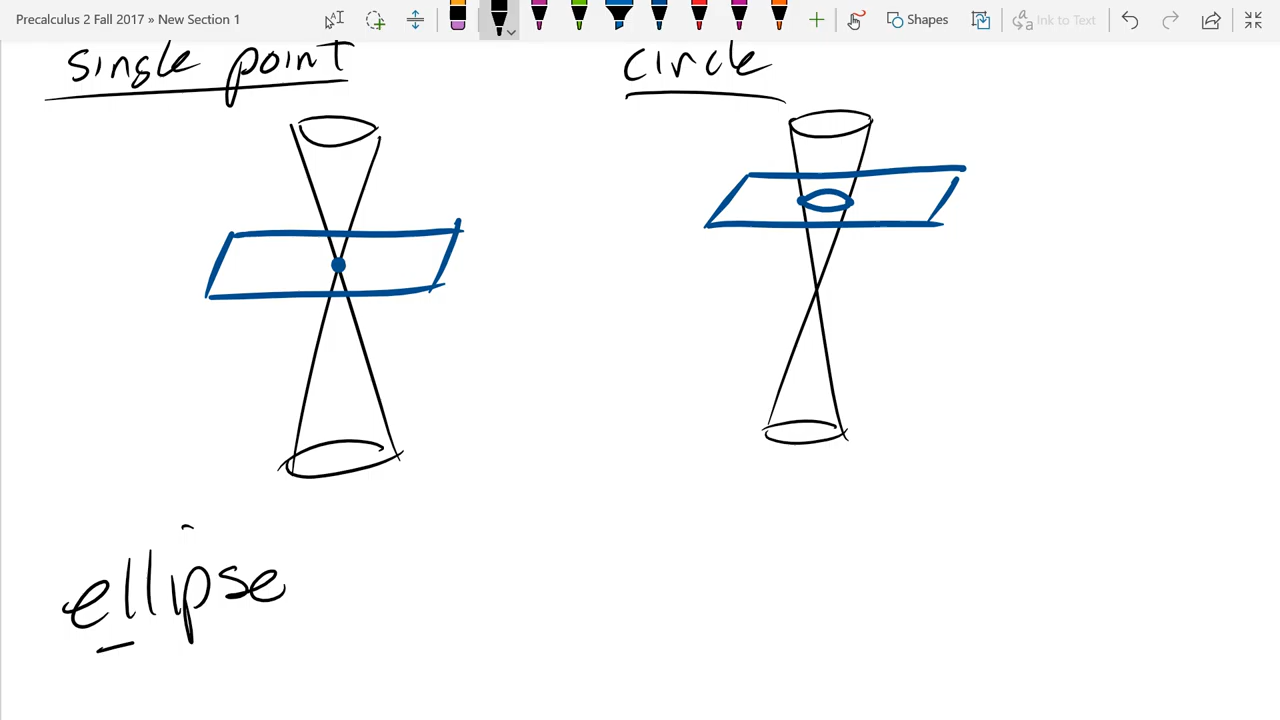 Precalculus 2 Fall 2017 » New Section 1
Shapes
Ink to Text
single point
circle
ellipse